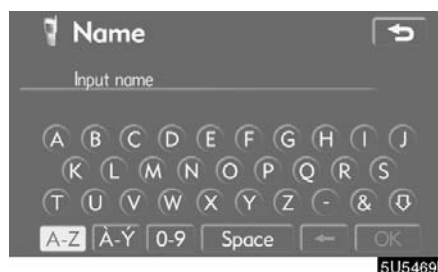 Name
Input name
A B C D E F G H I J
K L M N O P Q R S
T U V W X Y Z - &
A-Z À-Ý 0-9 Space OK
5U5469